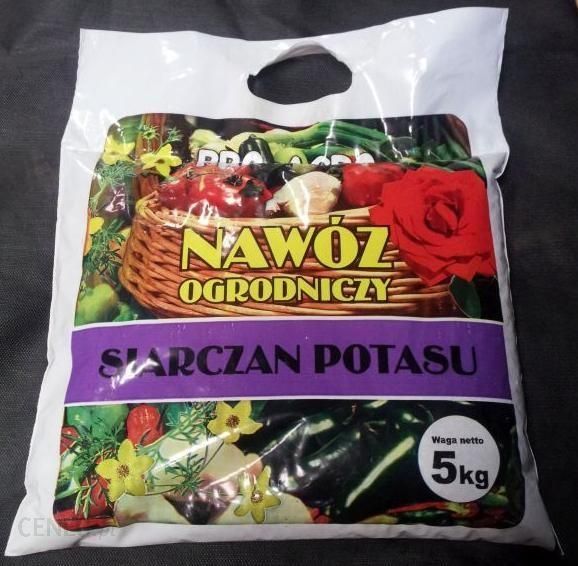 NAWÓZ
OGRODNICZY
SIARCZAN POTASU
Waga netto
5kg